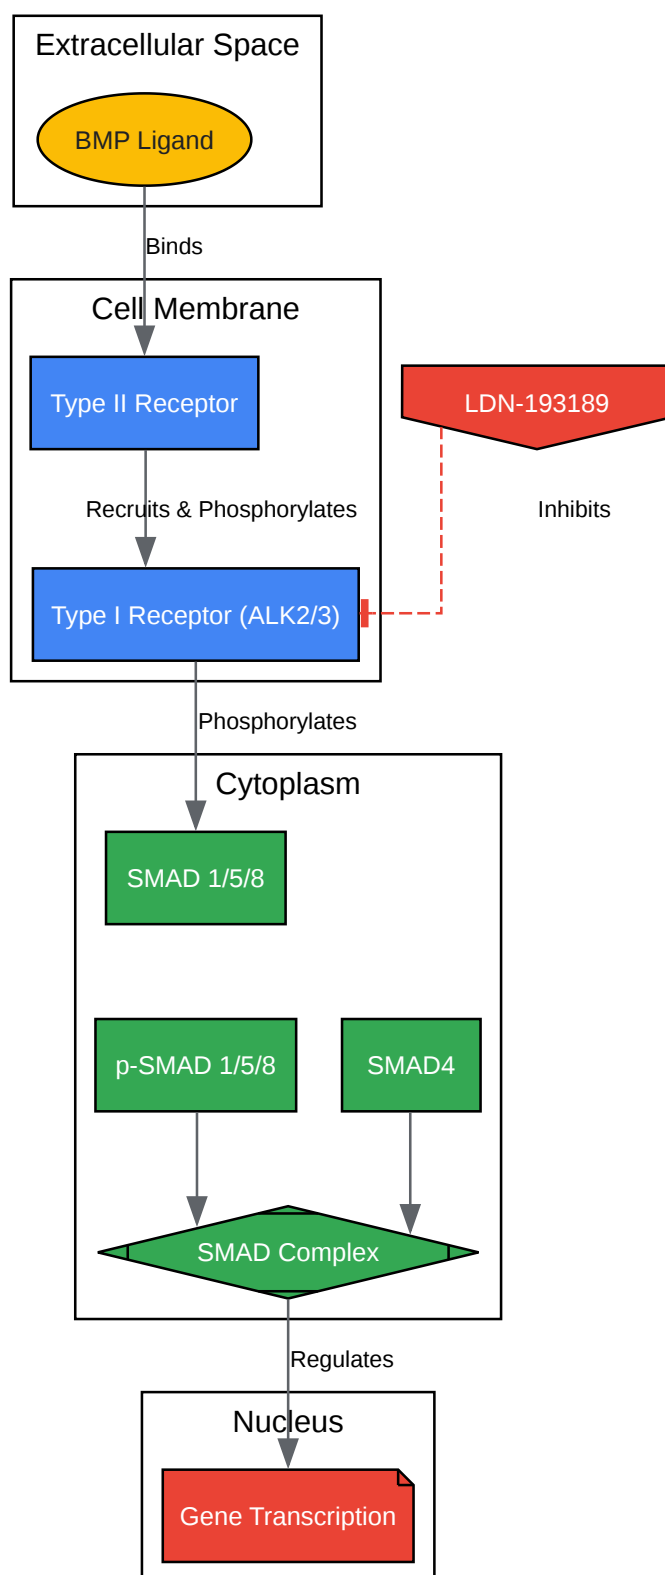 Extracellular Space
BMP Ligand
Binds
Cell Membrane
Type II Receptor
LDN-193189
Recruits & Phosphorylates
Inhibits
Type I Receptor (ALK2/3)
Phosphorylates
Cytoplasm
SMAD 1/5/8
p-SMAD 1/5/8
SMAD4
SMAD Complex
Regulates
Nucleus
Gene Transcription